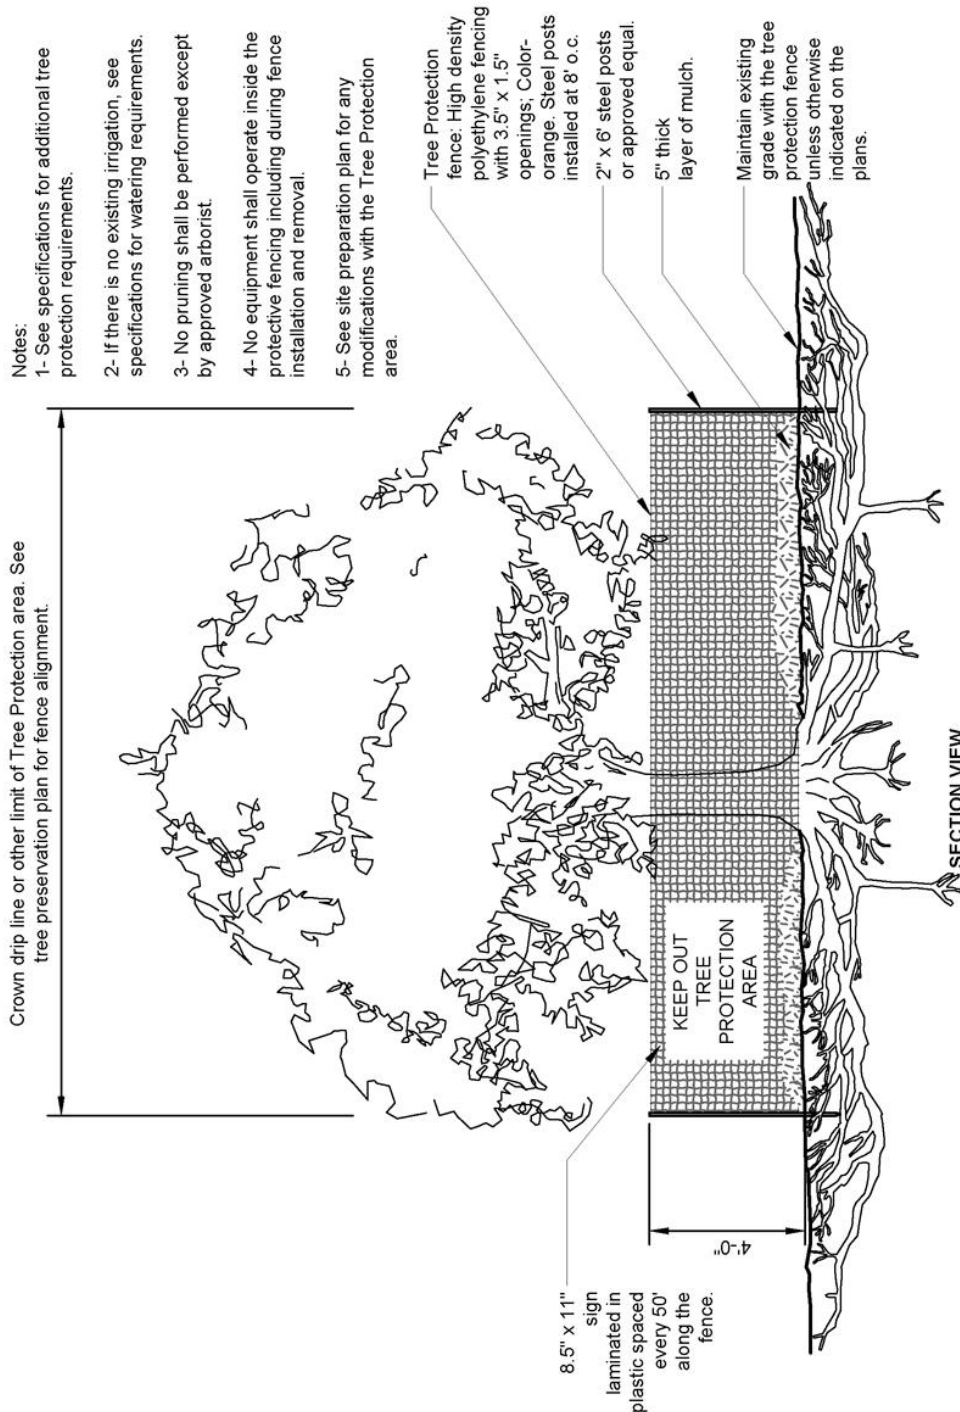 Crown drip line or other limit of Tree Protection area. See
tree preservation plan for fence alignment.
Notes:
1- See specifications for additional tree
protection requirements.
2- If there is no existing irrigation, see
specifications for watering requirements.
3- No pruning shall be performed except
by approved arborist.
4- No equipment shall operate inside the
protective fencing including during fence
installation and removal.
5- See site preparation plan for any
modifications with the Tree Protection
area.
8.5" x 11"
sign
laminated in
plastic spaced
every 50'
along the
fence.
4'-0"
KEEP OUT
TREE
PROTECTION
AREA
Tree Protection
fence: High density
polyethylene fencing
with 3.5" x 1.5"
openings; Color-
orange. Steel posts
installed at 8' o.c.
2" x 6' steel posts
or approved equal.
5" thick
layer of mulch.
Maintain existing
grade with the tree
protection fence
unless otherwise
indicated on the
plans.
SECTION VIEW